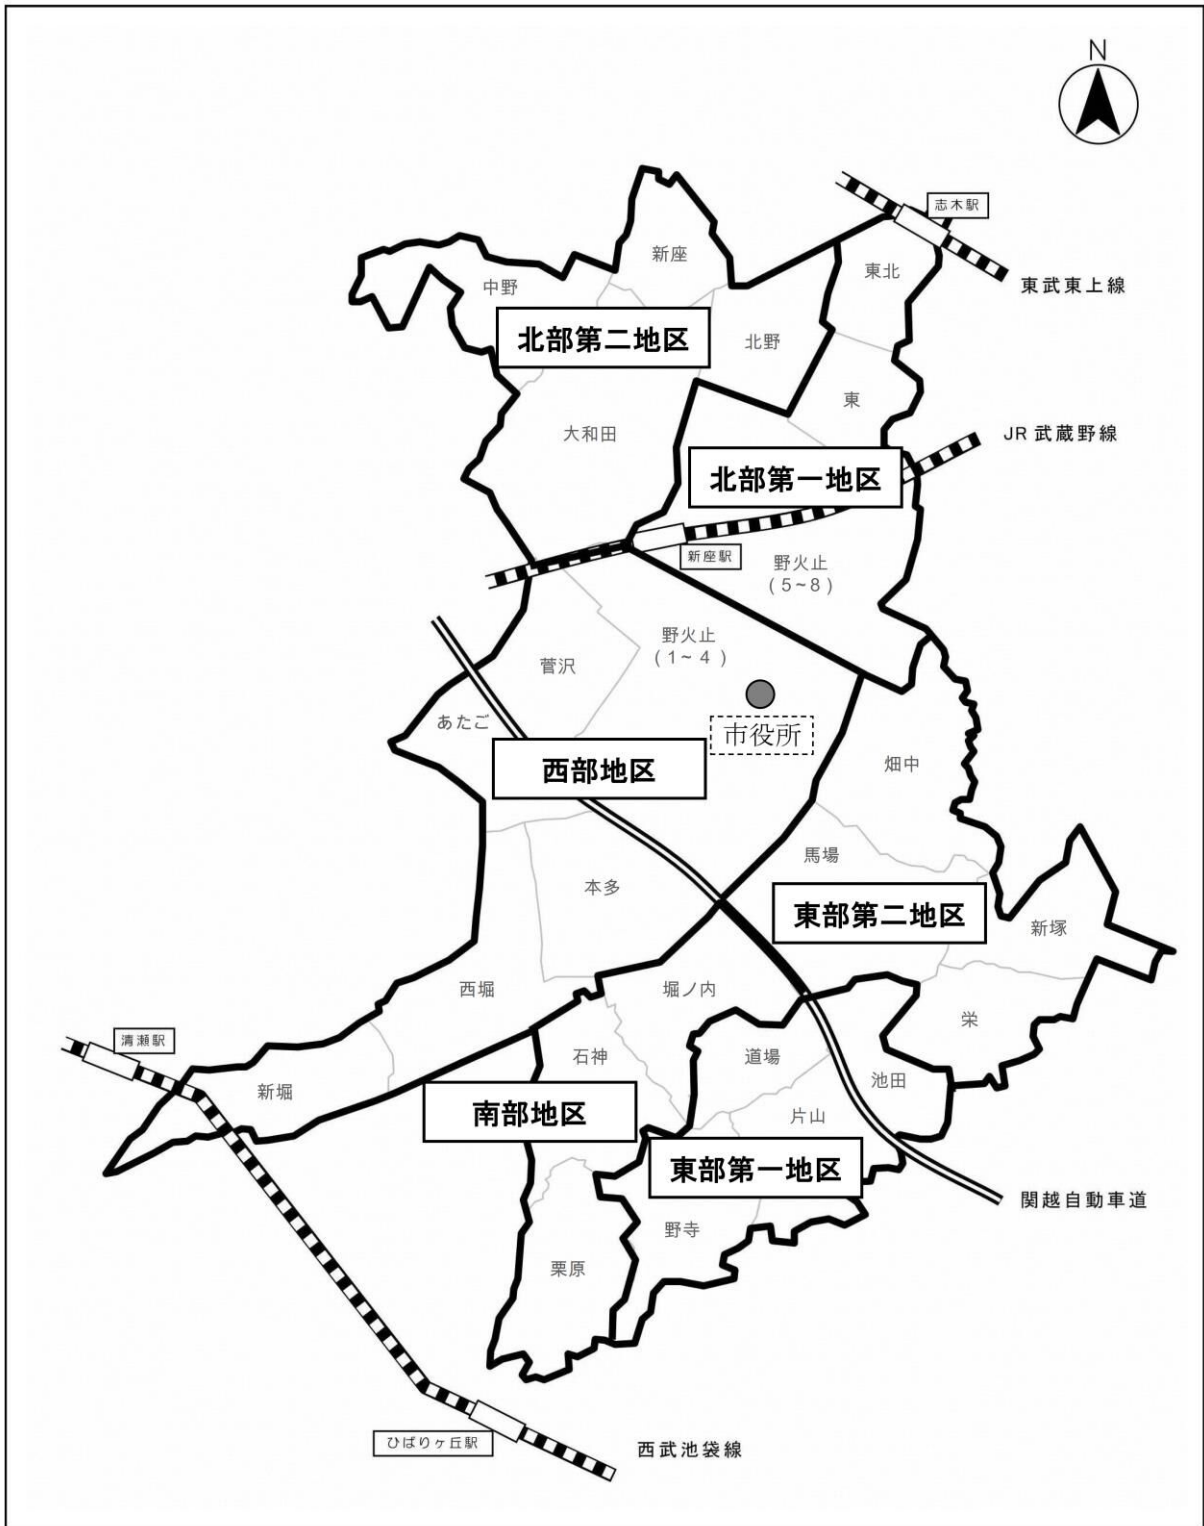 N
志木駅
東武東上線
新座
東北
中野
北部第二地区
北野
東
大和田
JR 武蔵野線
北部第一地区
新座駅
野火止
(5~8)
野火止
(1~ 4 )
菅沢
あたご
市役所
西部地区
畑中
馬場
本多
東部第二地区
新塚
西堀
堀ノ内
栄
清瀬駅
石神
道場
池田
新堀
南部地区
片山
東部第一地区
関越自動車道
野寺
栗原
ひばりヶ丘駅
西武池袋線